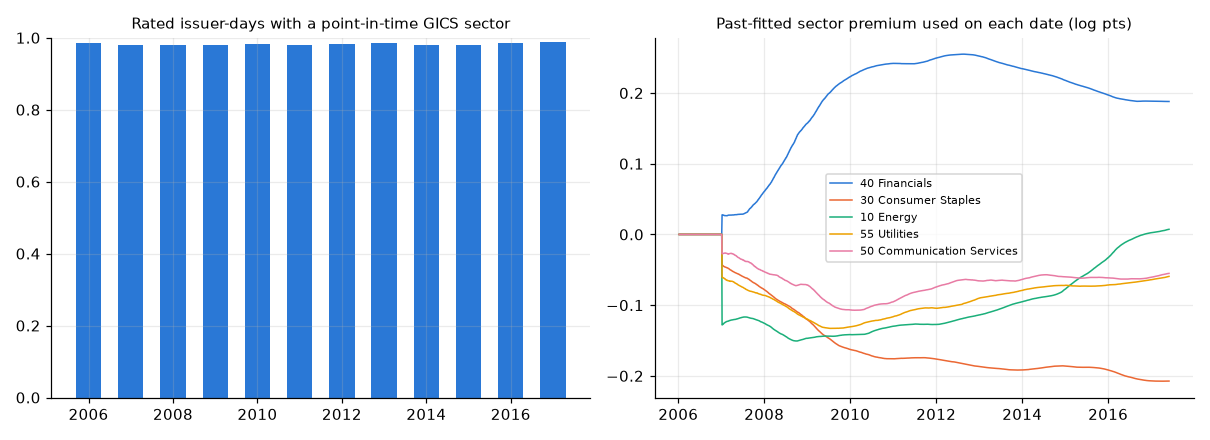 Rated issuer-days with a point-in-time GICS sector
1.0
0.8
0.6
0.4
0.2
0.0
2006 2008 2010 2012 2014 2016
Past-fitted sector premium used on each date (log pts)
0.2
0.1
0.0
−0.1
−0.2
40 Financials
30 Consumer Staples
10 Energy
55 Utilities
50 Communication Services
2006 2008 2010 2012 2014 2016